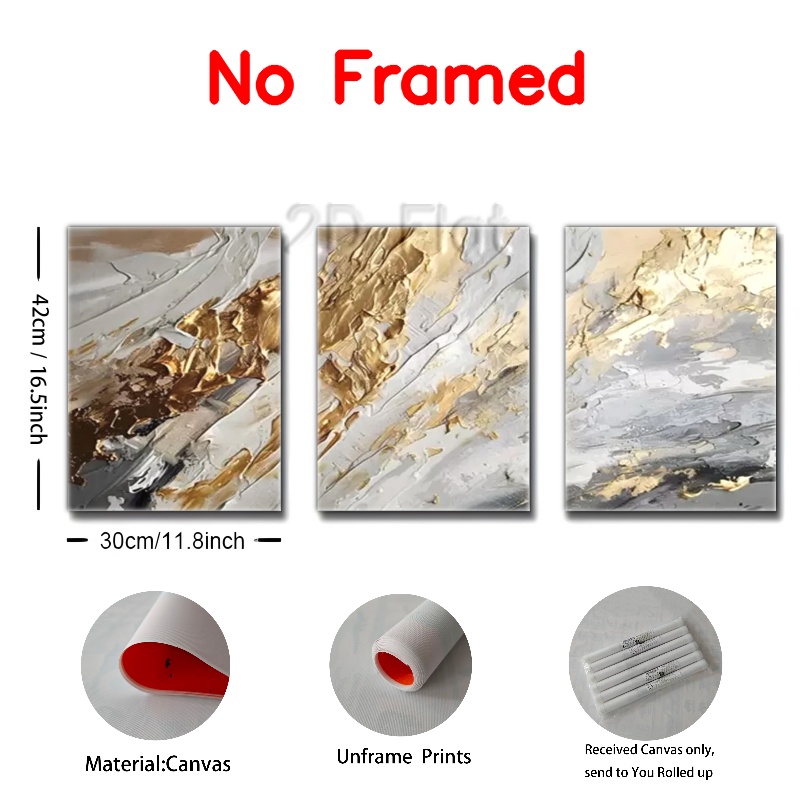 No Framed
2D Flat
42cm / 16.5inch
30cm/11.8inch
Material:Canvas
Unframe Prints
Received Canvas only,
send to You Rolled up